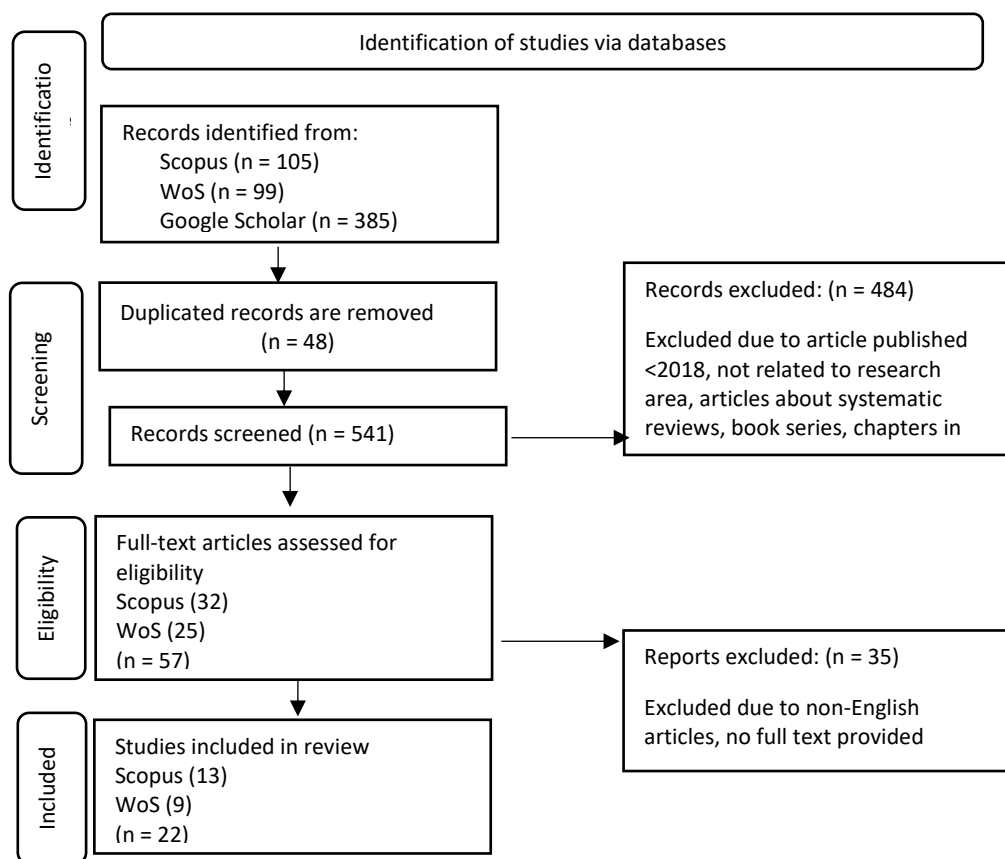 Identification of studies via databases
Identificatio
Records identified from:
Scopus (n = 105)
WoS (n = 99)
Google Scholar (n = 385)
Screening
Duplicated records are removed
(n = 48)
Records screened (n = 541)
Records excluded: (n = 484)
Excluded due to article published
<2018, not related to research
area, articles about systematic
reviews, book series, chapters in
Eligibility
Full-text articles assessed for
eligibility
Scopus (32)
WoS (25)
(n = 57)
Reports excluded: (n = 35)
Excluded due to non-English
articles, no full text provided
Included
Studies included in review
Scopus (13)
WoS (9)
(n = 22)